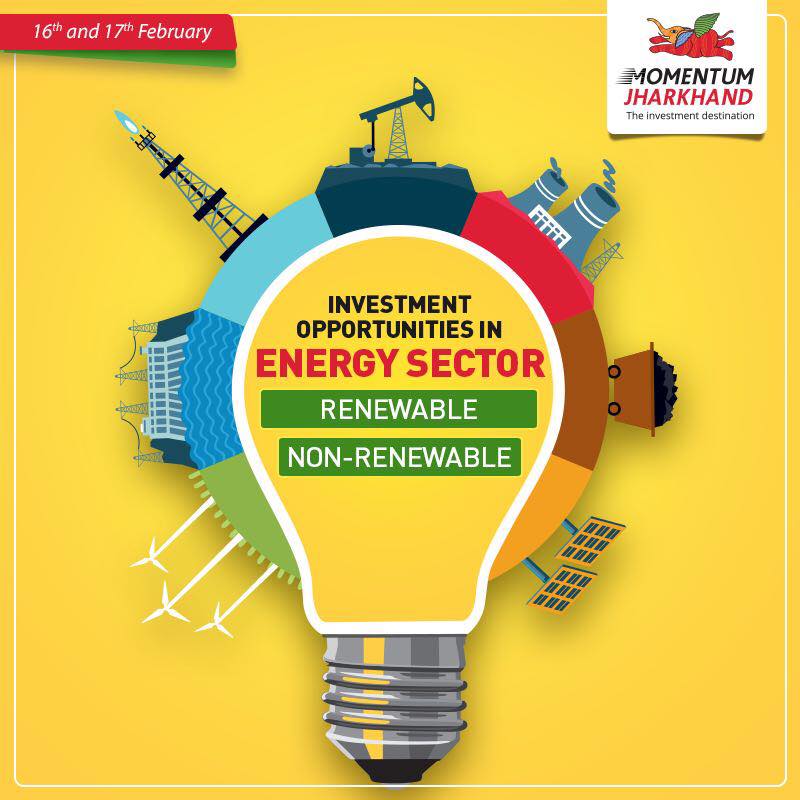 16th and 17th February
MOMENTUM
JHARKHAND
The investment destination
INVESTMENT
OPPORTUNITIES IN
ENERGY SECTOR
RENEWABLE
NON-RENEWABLE